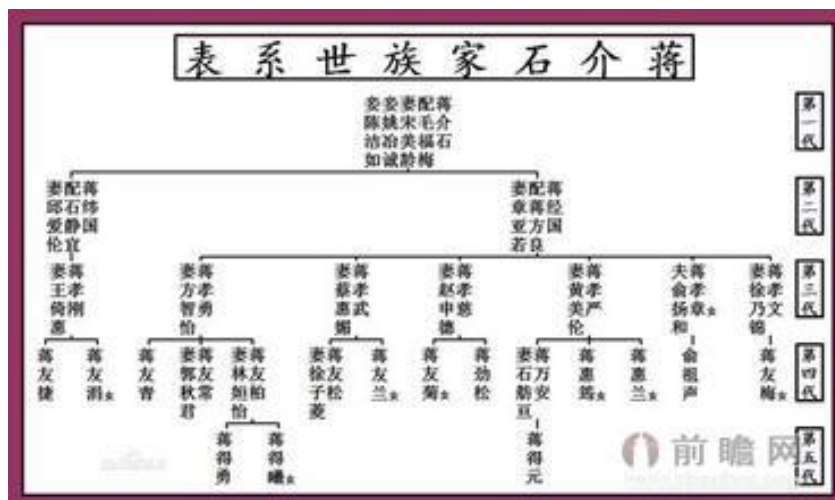 蒋介石家族世系表
第一代
蒋介石
配毛福梅
妻宋美龄
妾姚冶诚
妾陈洁如
第二代
蒋经国
配蒋方良
妻章亚若
蒋纬国
配石静宜
妻邱爱伦
第三代
蒋孝文
妻徐乃锦
蒋孝章女
夫俞扬和
蒋孝严
妻黄美伦
蒋孝慈
妻赵申德
蒋孝武
妻蔡惠媚
蒋孝勇
妻方智怡
蒋孝刚
妻王倚惠
第四代
蒋友梅女
俞祖声
蒋惠兰女
蒋惠筠女
蒋万安
妻石舫亘
蒋劲松
蒋友菊女
蒋友兰女
蒋友松
妻徐子菱
蒋友柏
妻林姮怡
蒋友常
妻郭秋君
蒋友青
蒋友涓女
蒋友捷
第五代
蒋得元
蒋得曦女
蒋得勇
前瞻网